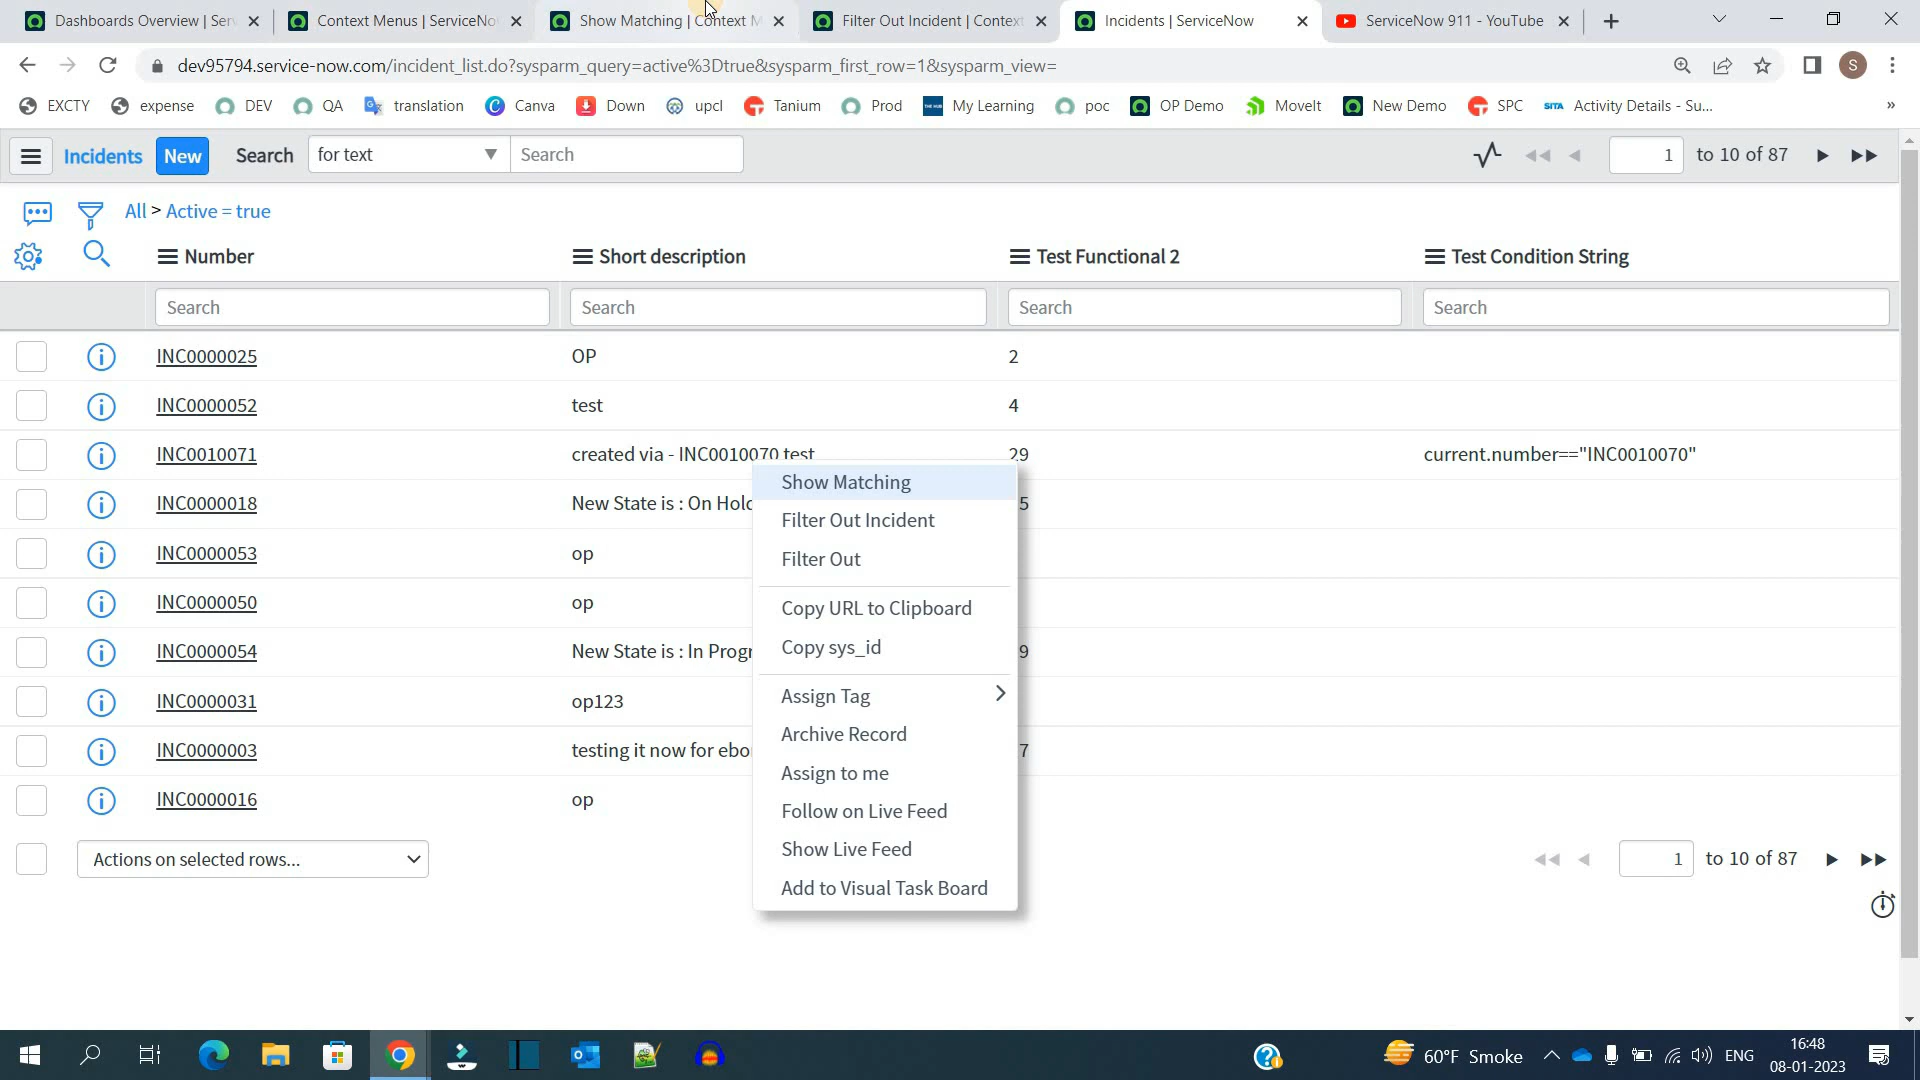 Dashboards Overview | Serv
Context Menus | ServiceNo
Show Matching | Context M
Filter Out Incident | Context
Incidents | ServiceNow
ServiceNow 911 - YouTube
dev95794.service-now.com/incident_list.do?sysparm_query=active%3Dtrue&sysparm_first_row=1&sysparm_view=
S
EXCTY
expense
DEV
QA
translation
Canva
Down
upcl
Tanium
Prod
My Learning
poc
OP Demo
MoveIt
New Demo
SPC
SITA
Activity Details - Su...
Incidents
New
Search
for text
Search
1 to 10 of 87
All > Active = true
Number
Short description
Test Functional 2
Test Condition String
Search
Search
Search
Search
INC0000025 OP 2
INC0000052 test 4
INC0010071 created via - INC0010070 test 29 current.number=="INC0010070"
INC0000018 New State is : On Hold 5
INC0000053 op
INC0000050 op
INC0000054 New State is : In Progr 9
INC0000031 op123
INC0000003 testing it now for ebo 7
INC0000016 op
Show Matching
Filter Out Incident
Filter Out
Copy URL to Clipboard
Copy sys_id
Assign Tag
Archive Record
Assign to me
Follow on Live Feed
Show Live Feed
Add to Visual Task Board
Actions on selected rows...
1 to 10 of 87
60°F Smoke
ENG
16:48
08-01-2023